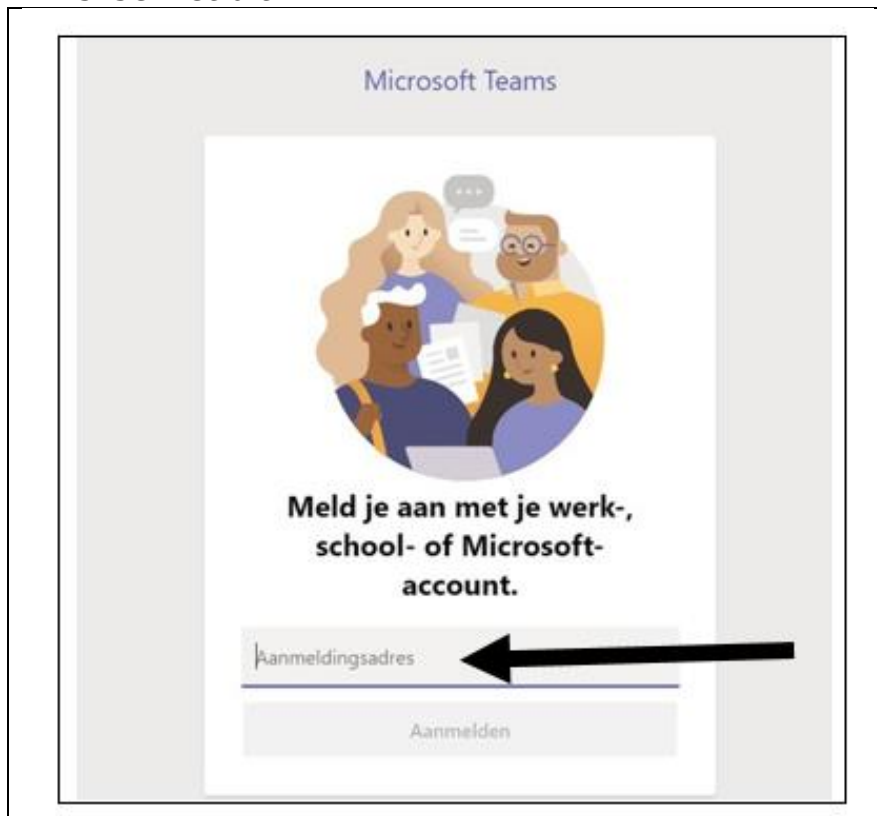 Microsoft Teams
Meld je aan met je werk-,
school- of Microsoft-
account.
Aanmeldingsadres
Aanmelden